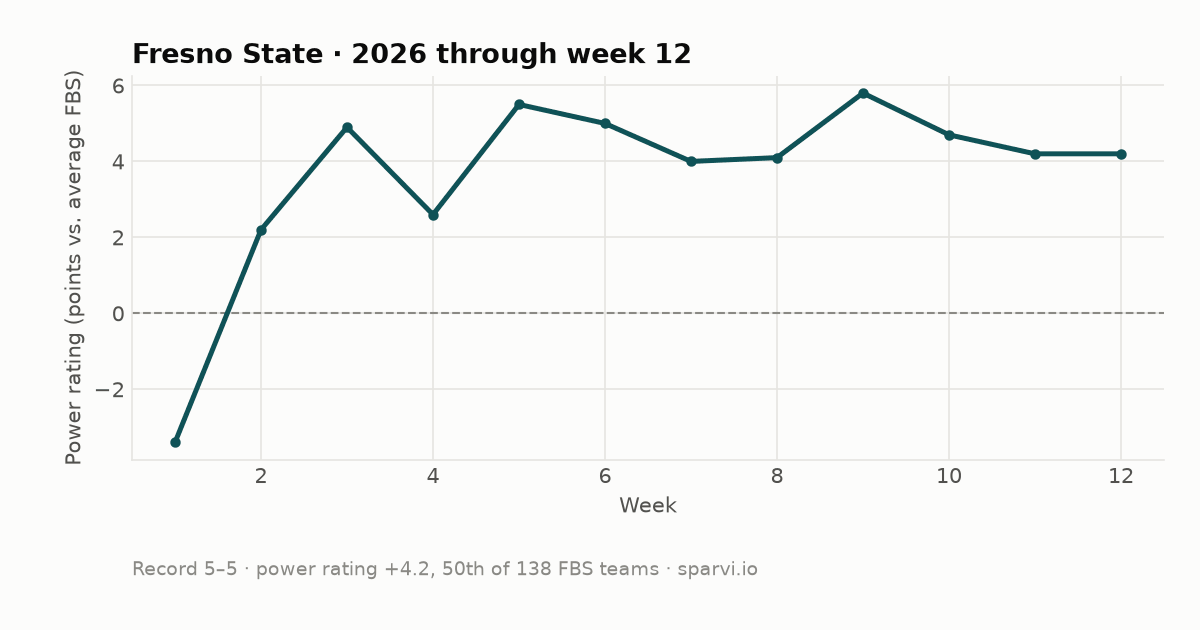 Fresno State · 2026 through week 12
Power rating (points vs. average FBS)
6
4
2
0
−2
2 4 6 8 10 12
Week
Record 5–5 · power rating +4.2, 50th of 138 FBS teams · sparvi.io